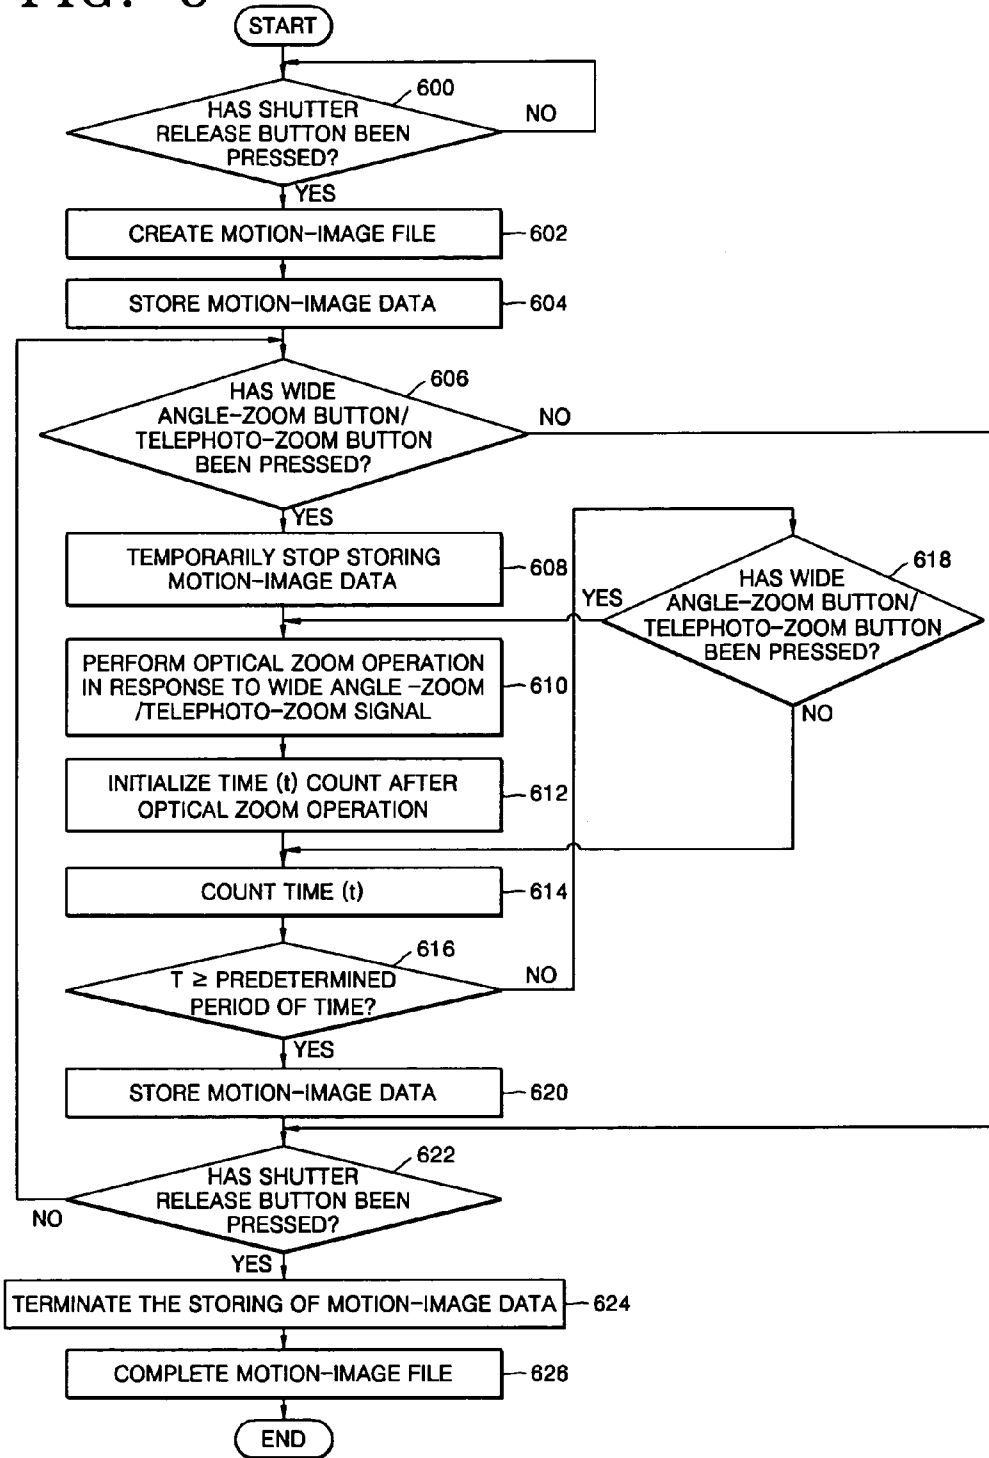 FIG. 6
START
600
HAS SHUTTER
RELEASE BUTTON BEEN
PRESSED?
NO
YES
CREATE MOTION-IMAGE FILE
602
STORE MOTION-IMAGE DATA
604
606
HAS WIDE
ANGLE-ZOOM BUTTON/
TELEPHOTO-ZOOM BUTTON
BEEN PRESSED?
NO
YES
TEMPORARILY STOP STORING
MOTION-IMAGE DATA
608
618
HAS WIDE
ANGLE-ZOOM BUTTON/
TELEPHOTO-ZOOM BUTTON
BEEN PRESSED?
YES
NO
PERFORM OPTICAL ZOOM OPERATION
IN RESPONSE TO WIDE ANGLE -ZOOM
/TELEPHOTO-ZOOM SIGNAL
610
INITIALIZE TIME (t) COUNT AFTER
OPTICAL ZOOM OPERATION
612
COUNT TIME (t)
614
616
T ≥ PREDETERMINED
PERIOD OF TIME?
NO
YES
STORE MOTION-IMAGE DATA
620
622
HAS SHUTTER
RELEASE BUTTON BEEN
PRESSED?
NO
YES
TERMINATE THE STORING OF MOTION-IMAGE DATA
624
COMPLETE MOTION-IMAGE FILE
626
END